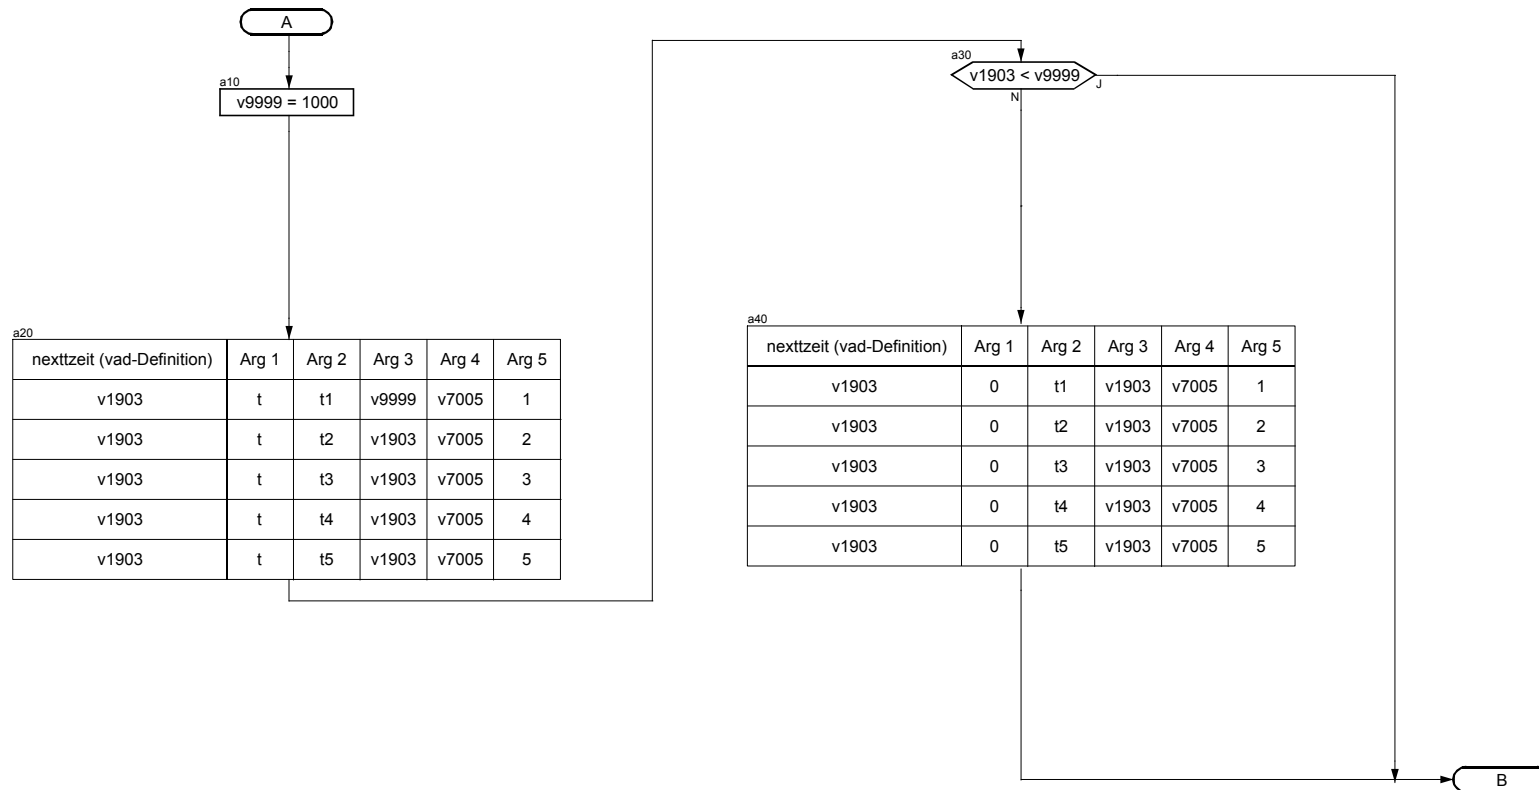 A
a10
v9999 = 1000
a20
nexttzeit (vad-Definition) Arg 1 Arg 2 Arg 3 Arg 4 Arg 5
v1903 t t1 v9999 v7005 1
v1903 t t2 v1903 v7005 2
v1903 t t3 v1903 v7005 3
v1903 t t4 v1903 v7005 4
v1903 t t5 v1903 v7005 5
a30
v1903 < v9999
J
N
a40
nexttzeit (vad-Definition) Arg 1 Arg 2 Arg 3 Arg 4 Arg 5
v1903 0 t1 v1903 v7005 1
v1903 0 t2 v1903 v7005 2
v1903 0 t3 v1903 v7005 3
v1903 0 t4 v1903 v7005 4
v1903 0 t5 v1903 v7005 5
B